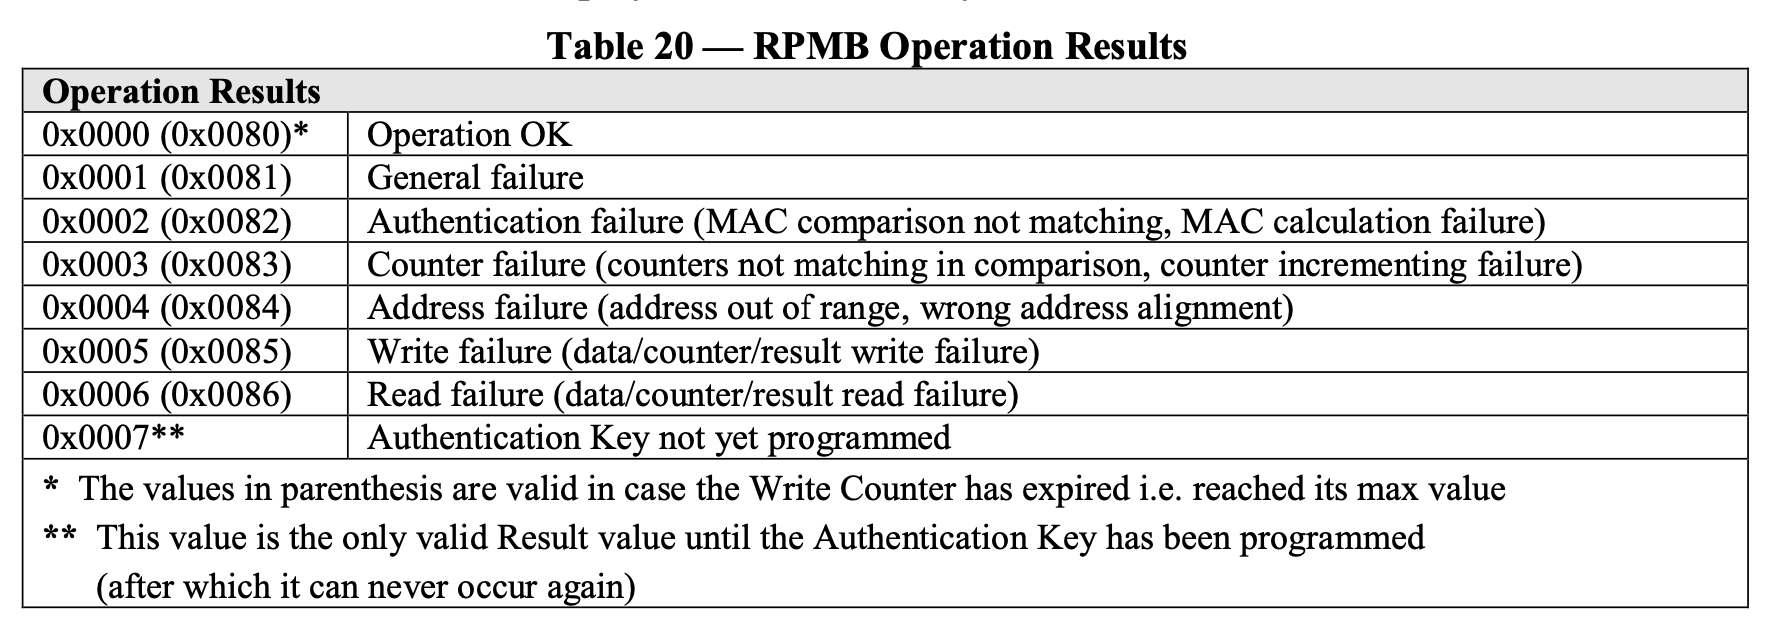 Table 20 — RPMB Operation Results
Operation Results
0x0000 (0x0080)* Operation OK
0x0001 (0x0081) General failure
0x0002 (0x0082) Authentication failure (MAC comparison not matching, MAC calculation failure)
0x0003 (0x0083) Counter failure (counters not matching in comparison, counter incrementing failure)
0x0004 (0x0084) Address failure (address out of range, wrong address alignment)
0x0005 (0x0085) Write failure (data/counter/result write failure)
0x0006 (0x0086) Read failure (data/counter/result read failure)
0x0007** Authentication Key not yet programmed
* The values in parenthesis are valid in case the Write Counter has expired i.e. reached its max value
** This value is the only valid Result value until the Authentication Key has been programmed
(after which it can never occur again)